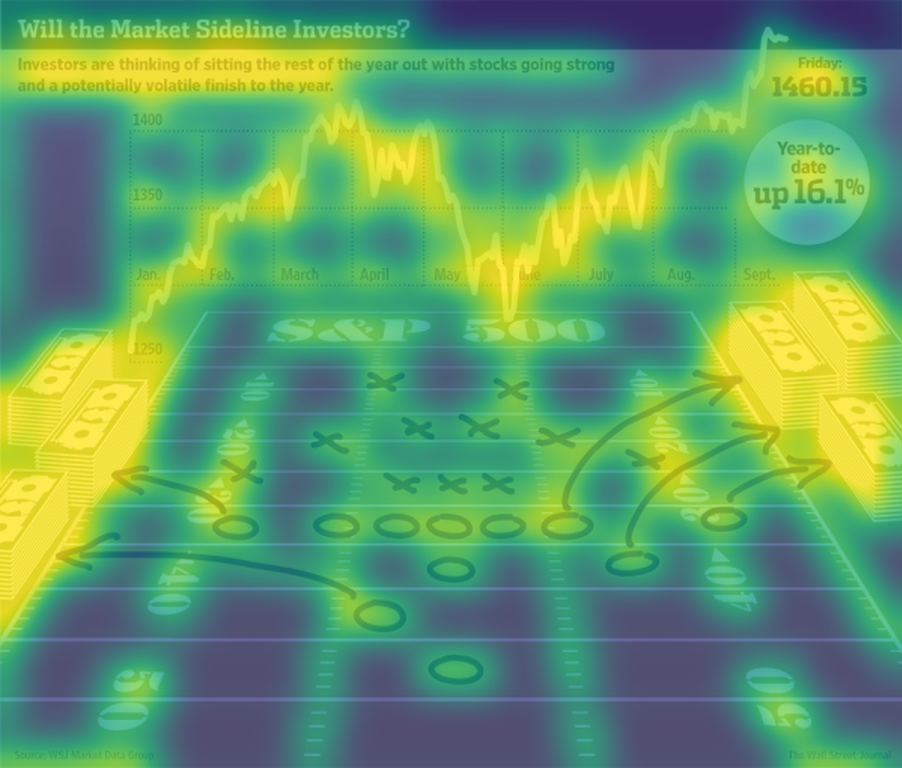 Will the Market Sideline Investors?
Investors are thinking of sitting the rest of the year out with stocks going strong
and a potentially volatile finish to the year.
Friday:
1460.15
Year-to-
date
up 16.1%
1400
1350
Jan. Feb. March April May June July Aug. Sept.
1250
S&P 500
Source: WSJ Market Data Group
The Wall Street Journal